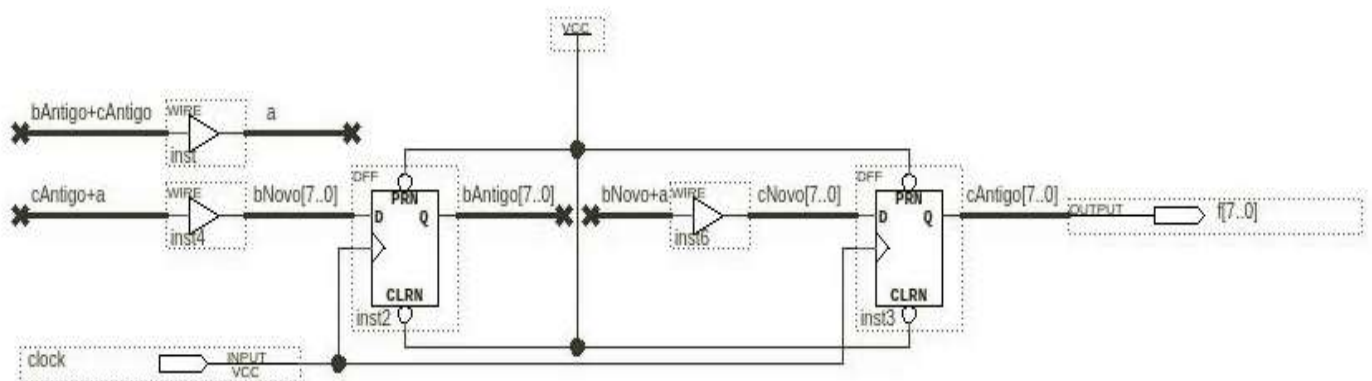 VCC
bAntigo+cAntigo WIRE a
inst
cAntigo+a WIRE bNovo[7..0] DFF bAntigo[7..0] bNovo+a WIRE cNovo[7..0] DFF cAntigo[7..0] OUTPUT f[7..0]
PRN PRN
D Q D Q
inst4 inst6
CLRN CLRN
inst2 inst3
clock INPUT
VCC